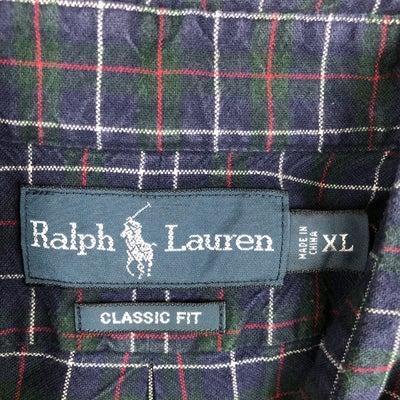 Ralph Lauren
MADE IN
CHINA
XL
CLASSIC FIT